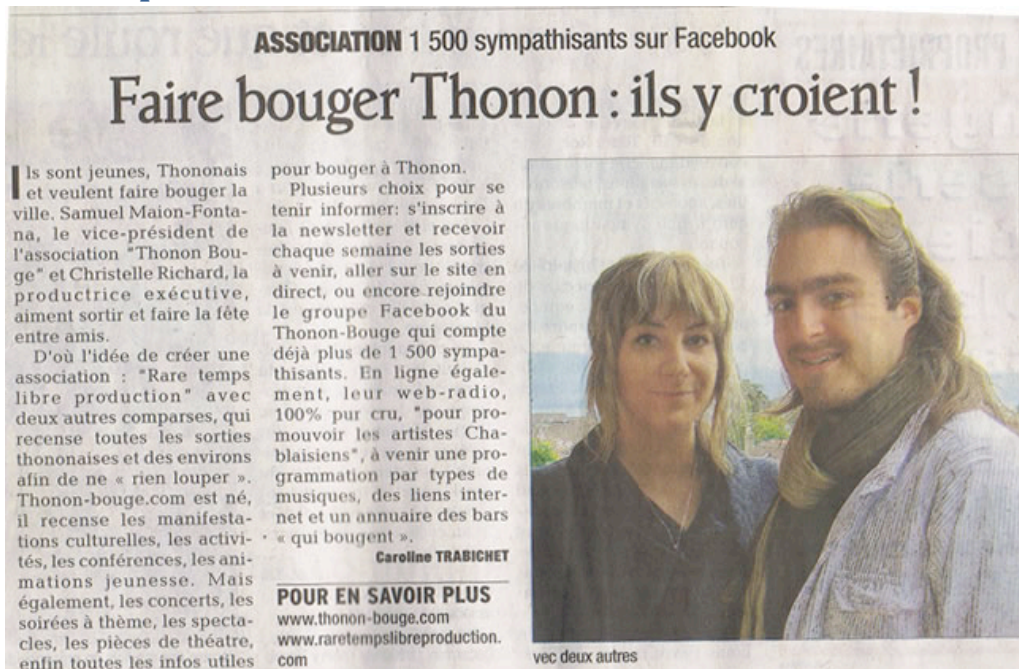 ASSOCIATION 1 500 sympathisants sur Facebook
Faire bouger Thonon : ils y croient !
Ils sont jeunes, Thononais
et veulent faire bouger la
ville. Samuel Maion-Fonta-
na, le vice-président de
l'association "Thonon Bou-
ge" et Christelle Richard, la
productrice exécutive,
aiment sortir et faire la fête
entre amis.
D'où l'idée de créer une
association : "Rare temps
libre production" avec
deux autres comparses, qui
recense toutes les sorties
thononaises et des environs
afin de ne « rien louper ».
Thonon-bouge.com est né,
il recense les manifesta-
tions culturelles, les activi-
tés, les conférences, les ani-
mations jeunesse. Mais
également, les concerts, les
soirées à thème, les specta-
cles, les pièces de théatre,
enfin toutes les infos utiles
pour bouger à Thonon.
Plusieurs choix pour se
tenir informer: s'inscrire à
la newsletter et recevoir
chaque semaine les sorties
à venir, aller sur le site en
direct, ou encore rejoindre
le groupe Facebook du
Thonon-Bouge qui compte
déjà plus de 1 500 sympa-
thisants. En ligne égale-
ment, leur web-radio,
100% pur cru, "pour pro-
mouvoir les artistes Cha-
blaisiens", à venir une pro-
grammation par types de
musiques, des liens inter-
net et un annuaire des bars
« qui bougent ».
Caroline TRABICHET
POUR EN SAVOIR PLUS
www.thonon-bouge.com
www.raretempslibreproduction.
com
vec deux autres